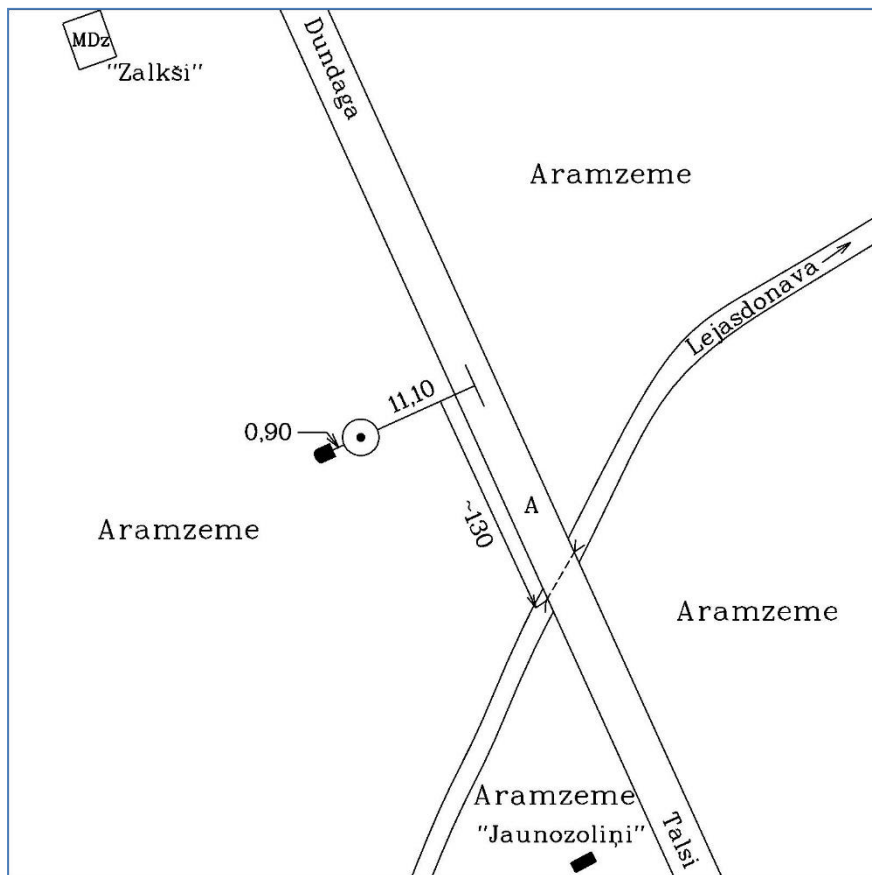 MDz
"Zalkši"
Dundaga
Aramzeme
Lejasdonava
11,10
0,90
~130
A
Aramzeme
Aramzeme
Aramzeme
"Jaunozoliņi"
Talsi